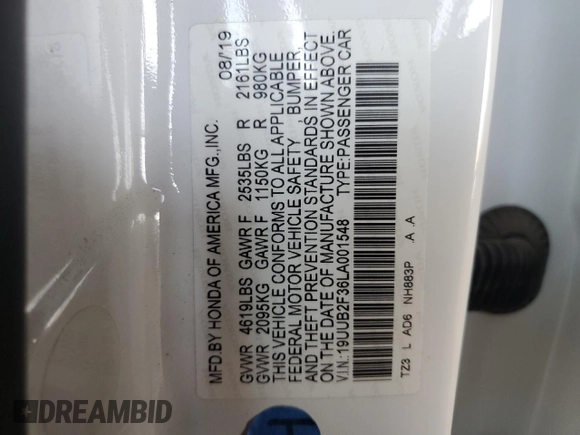 MFD.BY HONDA OF AMERICA MFG.,INC. 08/'19
GVWR 4619LBS GAWR F 2535LBS R 2161LBS
GVWR 2095KG GAWR F 1150KG R 980KG
THIS VEHICLE CONFORMS TO ALL APPLICABLE
FEDERAL MOTOR VEHICLE SAFETY , BUMPER,
AND THEFT PREVENTION STANDARDS IN EFFECT
ON THE DATE OF MANUFACTURE SHOWN ABOVE.
V.I.N.:19UUB2F36LA001548 TYPE:PASSENGER CAR
TZ3 L AD6 NH883P A A
DREAMBID